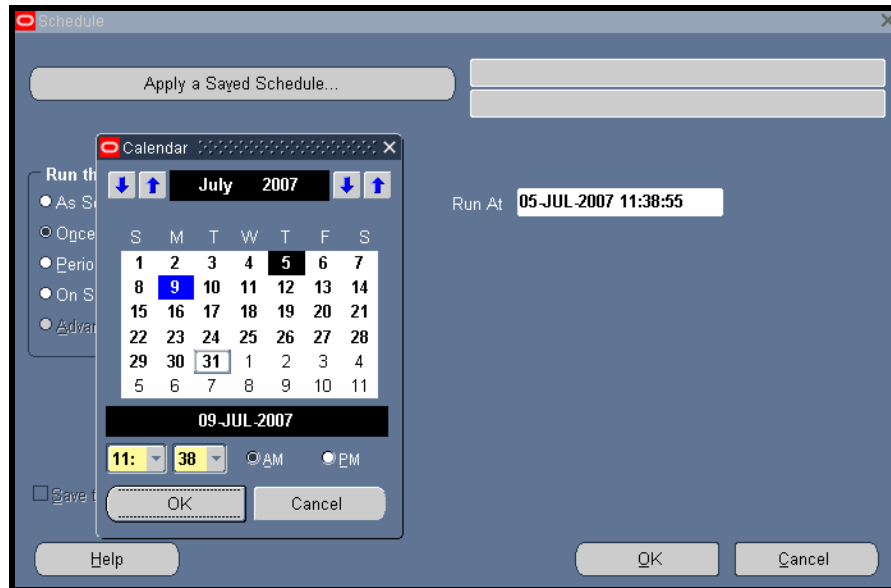 Schedule
Apply a Saved Schedule...
Calendar
July 2007
S M T W T F S
1 2 3 4 5 6 7
8 9 10 11 12 13 14
15 16 17 18 19 20 21
22 23 24 25 26 27 28
29 30 31 1 2 3 4
5 6 7 8 9 10 11
09-JUL-2007
11: 38 AM PM
OK Cancel
Run th
As S
Once
Perio
On S
Advan
Run At 05-JUL-2007 11:38:55
Save t
Help OK Cancel